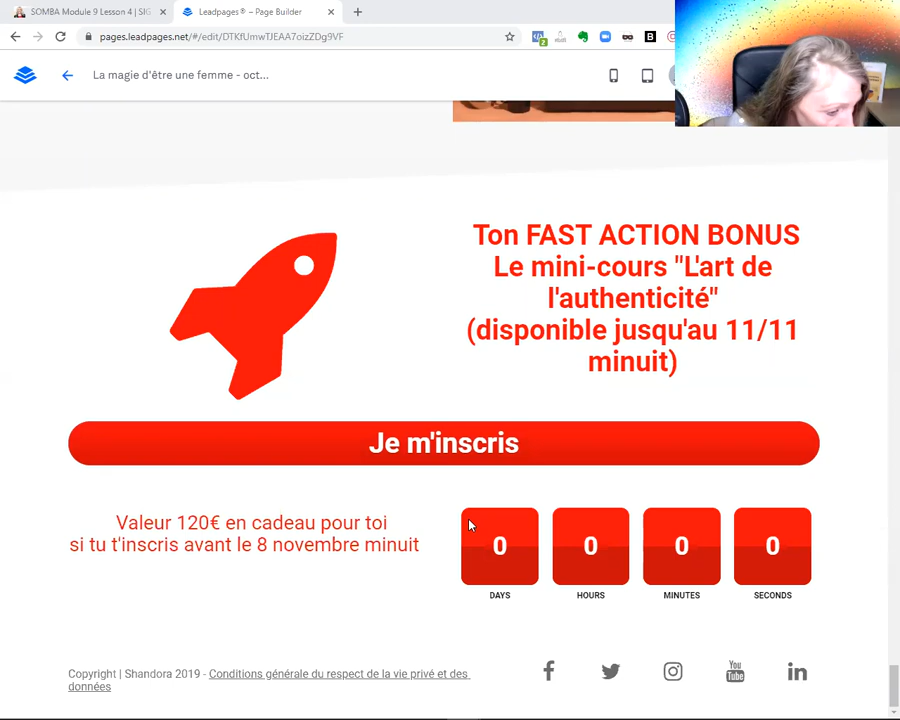 SOMBA Module 9 Lesson 4 | SIG
Leadpages® – Page Builder
pages.leadpages.net/#/edit/DTKfUmwTJEAA7oizZDg9VF
La magie d'être une femme - oct...
Ton FAST ACTION BONUS
Le mini-cours "L'art de
l'authenticité"
(disponible jusqu'au 11/11
minuit)
Je m'inscris
Valeur 120€ en cadeau pour toi
si tu t'inscris avant le 8 novembre minuit
0 0 0 0
DAYS HOURS MINUTES SECONDS
Copyright | Shandora 2019 - Conditions générale du respect de la vie privé et des
données
You
Tube